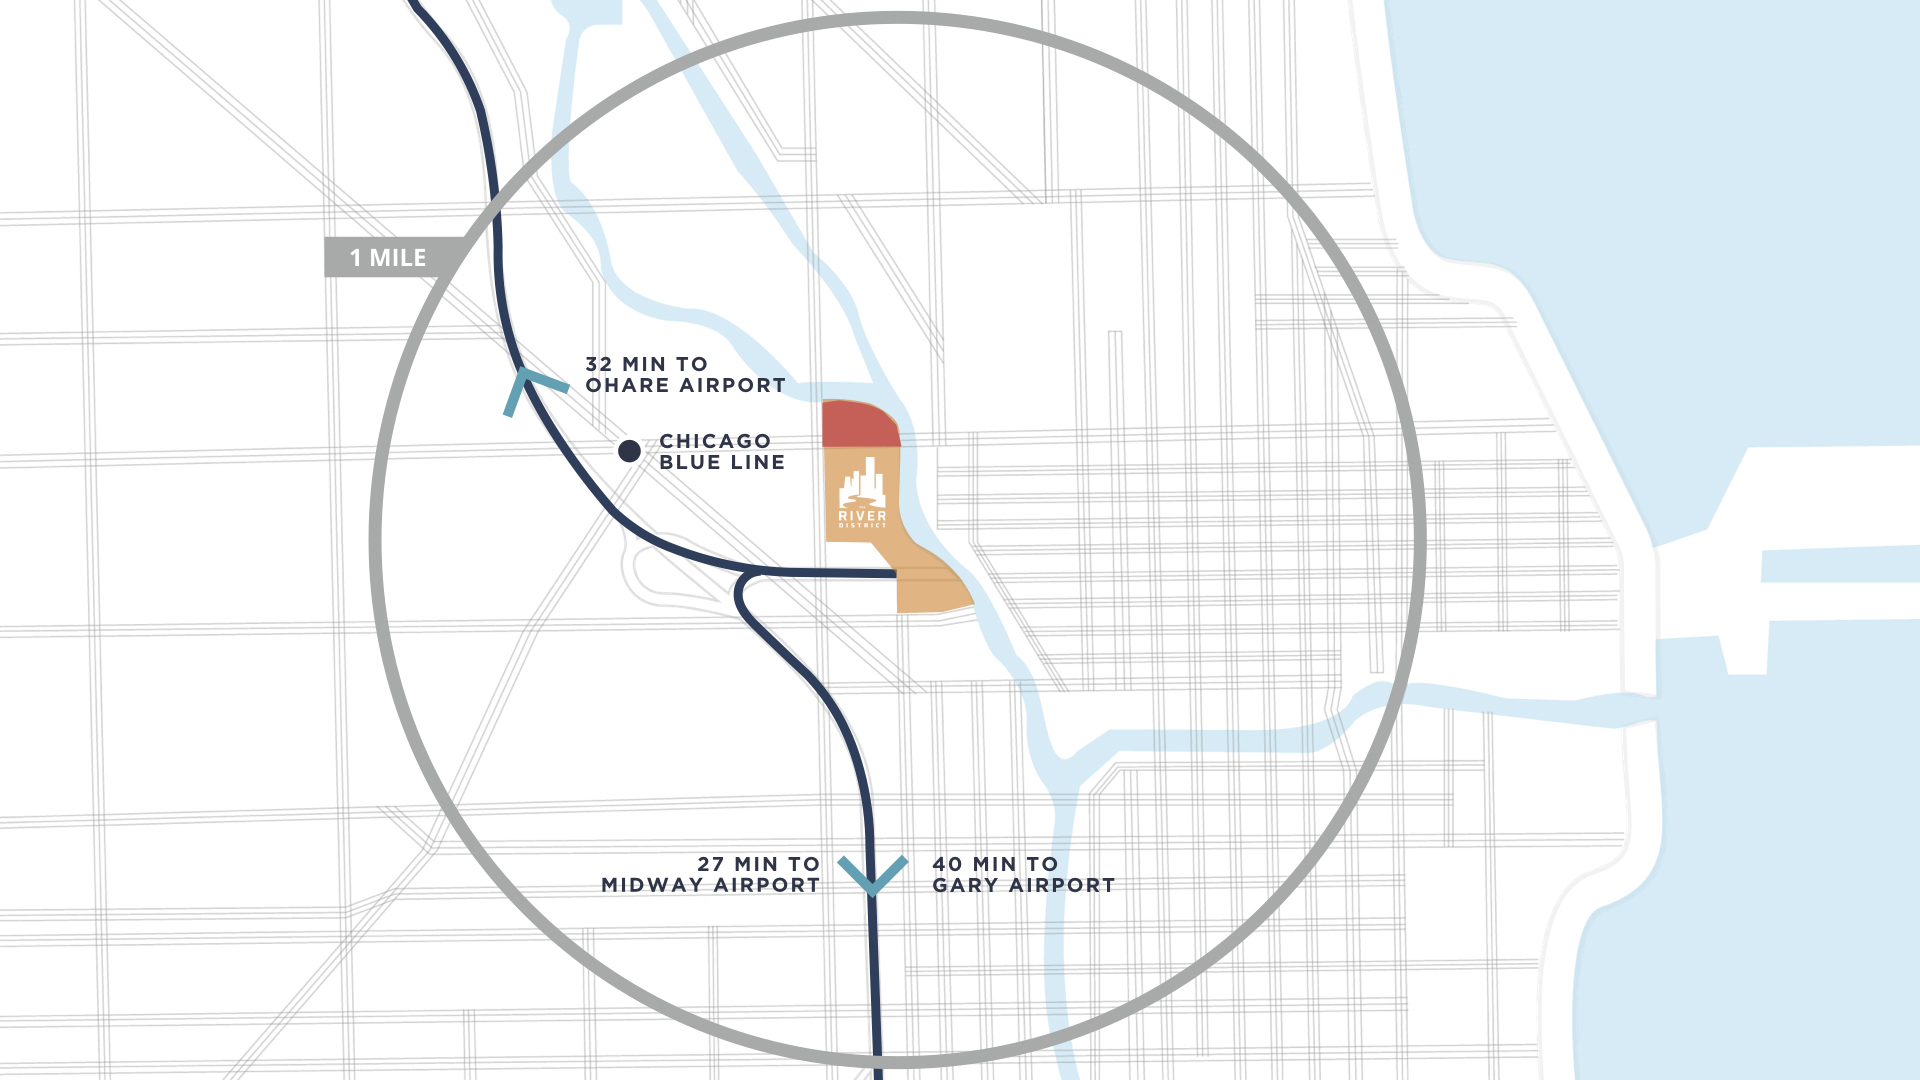 1 MILE
32 MIN TO
OHARE AIRPORT
CHICAGO
BLUE LINE
RIVER
DISTRICT
27 MIN TO
MIDWAY AIRPORT
40 MIN TO
GARY AIRPORT